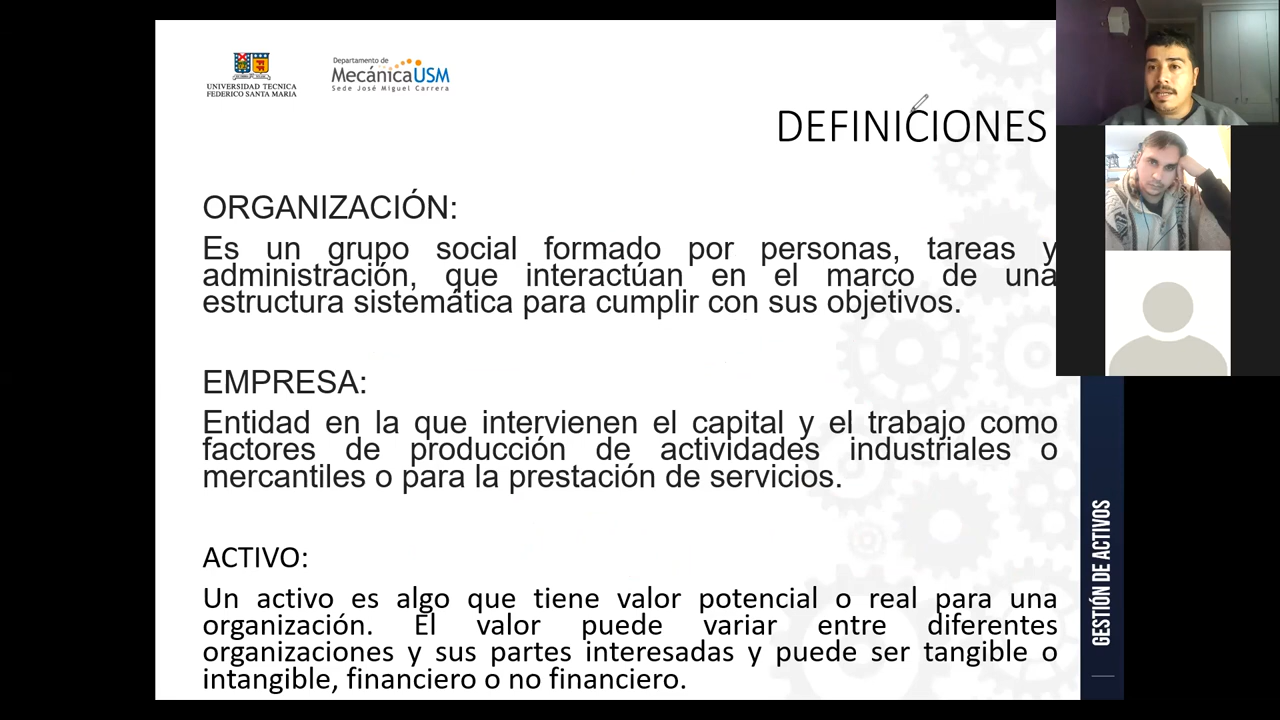 UNIVERSIDAD TECNICA
FEDERICO SANTA MARIA
Departamento de
MecánicaUSM
Sede José Miguel Carrera
DEFINICIONES
ORGANIZACIÓN:
Es un grupo social formado por personas, tareas y
administración, que interactúan en el marco de una
estructura sistemática para cumplir con sus objetivos.
EMPRESA:
Entidad en la que intervienen el capital y el trabajo como
factores de producción de actividades industriales o
mercantiles o para la prestación de servicios.
ACTIVO:
Un activo es algo que tiene valor potencial o real para una
organización. El valor puede variar entre diferentes
organizaciones y sus partes interesadas y puede ser tangible o
intangible, financiero o no financiero.
GESTIÓN DE ACTIVOS